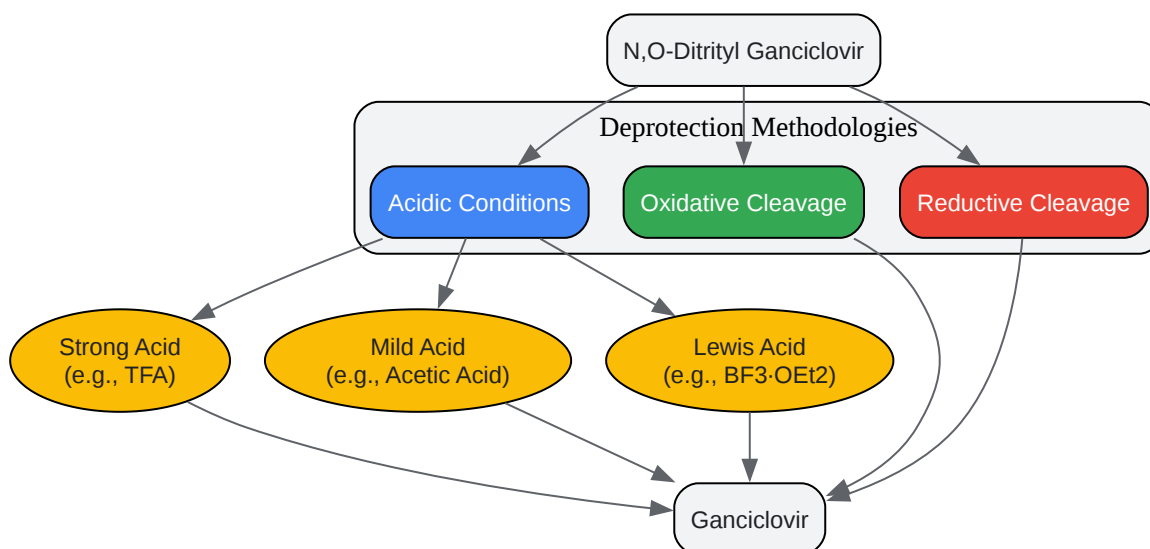 N,O-Ditrityl Ganciclovir
Deprotection Methodologies
Acidic Conditions
Oxidative Cleavage
Reductive Cleavage
Strong Acid
(e.g., TFA)
Mild Acid
(e.g., Acetic Acid)
Lewis Acid
(e.g., BF3·OEt2)
Ganciclovir